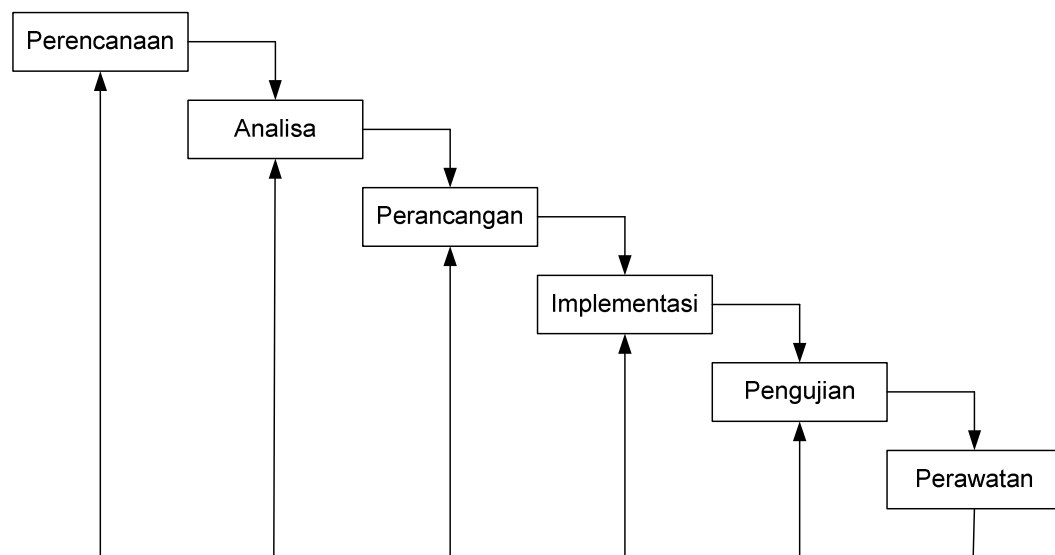 Perencanaan
Analisa
Perancangan
Implementasi
Pengujian
Perawatan